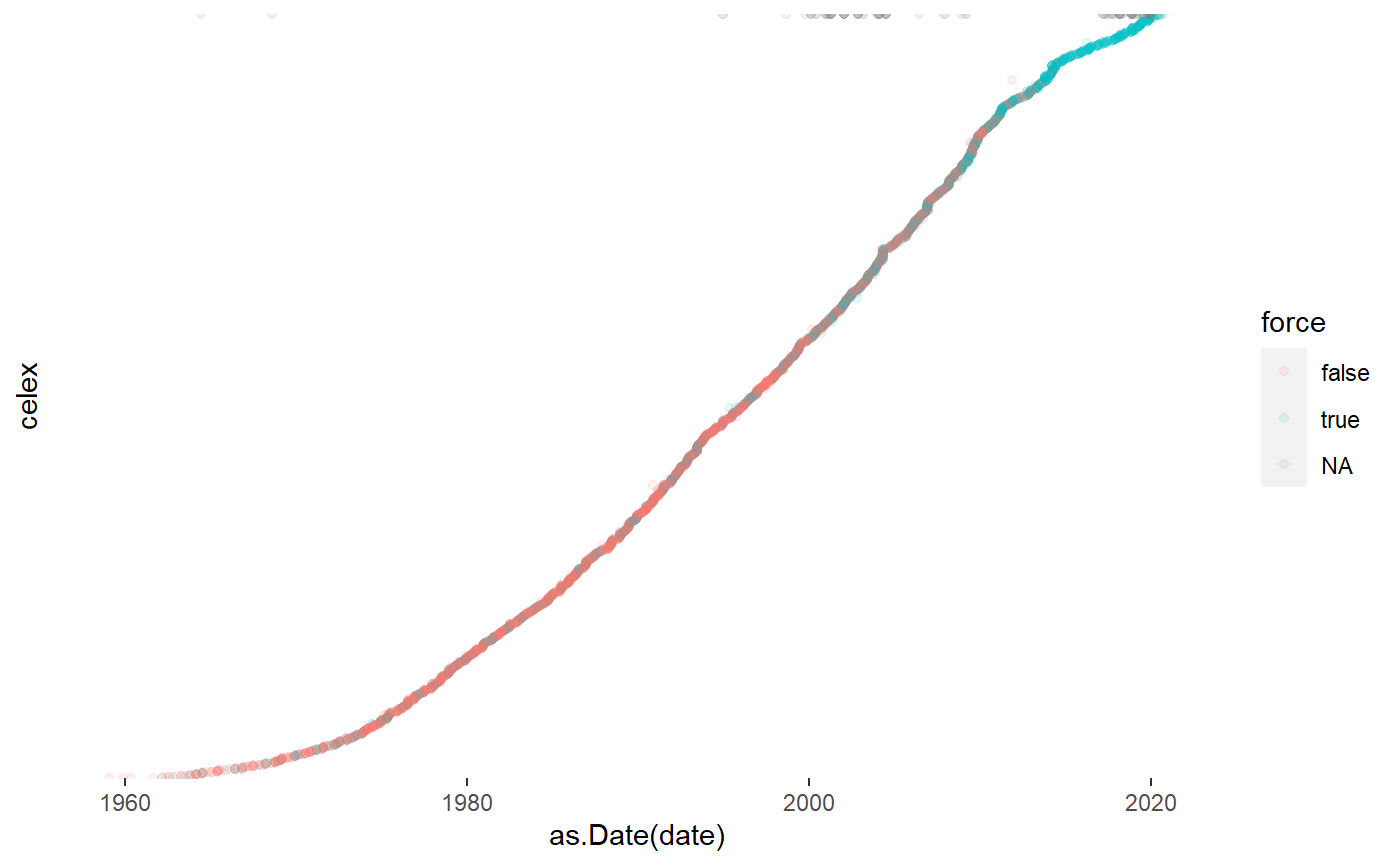 celex
1960
1980
2000
2020
as.Date(date)
force
false
true
NA